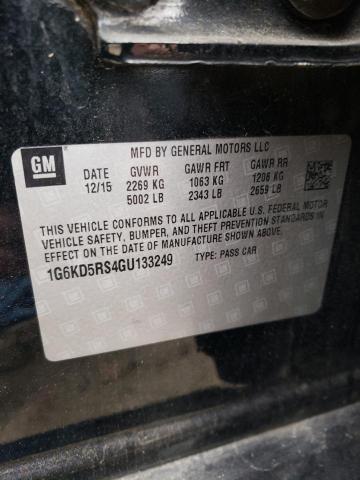 MFD BY GENERAL MOTORS LLC
GM
DATE GVWR GAWR FRT GAWR RR
12/15 2269 KG 1063 KG 1206 KG
5002 LB 2343 LB 2659 LB
THIS VEHICLE CONFORMS TO ALL APPLICABLE U.S. FEDERAL MOTOR
VEHICLE SAFETY, BUMPER, AND THEFT PREVENTION STANDARDS IN
EFFECT ON THE DATE OF MANUFACTURE SHOWN ABOVE.
1G6KD5RS4GU133249 TYPE: PASS CAR